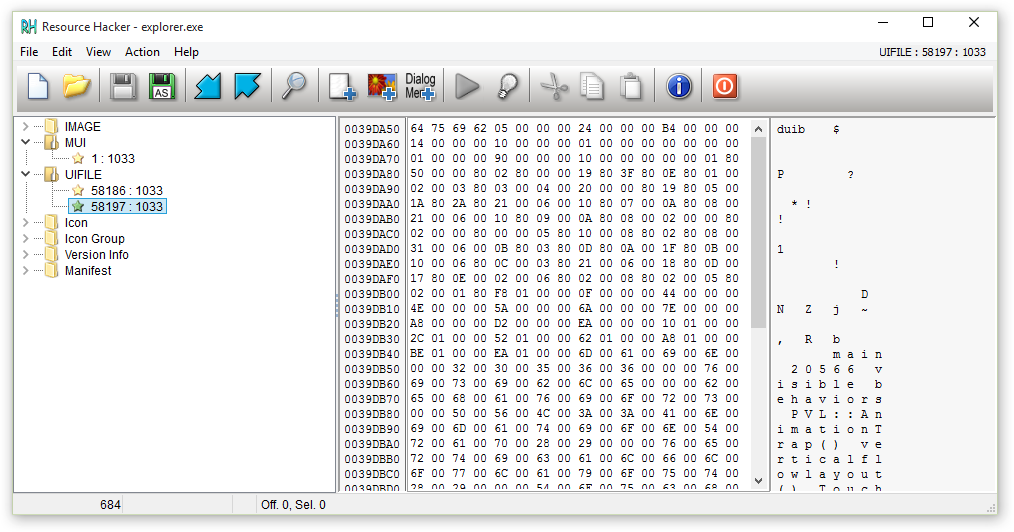 Resource Hacker - explorer.exe
File Edit View Action Help
UIFILE : 58197 : 1033
AS
Dialog
Menu
IMAGE
MUI
1 : 1033
UIFILE
58186 : 1033
58197 : 1033
Icon
Icon Group
Version Info
Manifest
0039DA50 64 75 69 62 05 00 00 00 24 00 00 00 B4 00 00 00 duib $
0039DA60 14 00 00 00 10 00 00 00 01 00 00 00 00 00 00 00
0039DA70 01 00 00 00 90 00 00 00 10 00 00 00 00 00 01 80
0039DA80 50 00 00 80 02 80 00 00 19 80 3F 80 0E 80 01 00 P ?
0039DA90 02 00 03 80 03 00 04 00 20 00 00 80 19 80 05 00
0039DAA0 1A 80 2A 80 21 00 06 00 10 80 07 00 0A 80 08 00 * !
0039DAB0 21 00 06 00 10 80 09 00 0A 80 08 00 02 00 00 80 !
0039DAC0 02 00 00 80 00 00 05 80 10 00 08 80 02 80 08 00
0039DAD0 31 00 06 00 0B 80 03 80 0D 80 0A 00 1F 80 0B 00 1
0039DAE0 10 00 06 80 0C 00 03 80 21 00 06 00 18 80 0D 00 !
0039DAF0 17 80 0E 00 02 00 06 80 02 00 08 80 02 00 05 80
0039DB00 02 00 01 80 F8 01 00 00 0F 00 00 00 44 00 00 00 D
0039DB10 4E 00 00 00 5A 00 00 00 6A 00 00 00 7E 00 00 00 N Z j ~
0039DB20 A8 00 00 00 D2 00 00 00 EA 00 00 00 10 01 00 00
0039DB30 2C 01 00 00 52 01 00 00 62 01 00 00 A8 01 00 00 , R b
0039DB40 BE 01 00 00 EA 01 00 00 6D 00 61 00 69 00 6E 00 m a i n
0039DB50 00 00 32 00 30 00 35 00 36 00 36 00 00 00 76 00 2 0 5 6 6 v
0039DB60 69 00 73 00 69 00 62 00 6C 00 65 00 00 00 62 00 i s i b l e b
0039DB70 65 00 68 00 61 00 76 00 69 00 6F 00 72 00 73 00 e h a v i o r s
0039DB80 00 00 50 00 56 00 4C 00 3A 00 3A 00 41 00 6E 00 P V L : : A n
0039DB90 69 00 6D 00 61 00 74 00 69 00 6F 00 6E 00 54 00 i m a t i o n T
0039DBA0 72 00 61 00 70 00 28 00 29 00 00 00 76 00 65 00 r a p ( ) v e
0039DBB0 72 00 74 00 69 00 63 00 61 00 6C 00 66 00 6C 00 r t i c a l f l
0039DBC0 6F 00 77 00 6C 00 61 00 79 00 6F 00 75 00 74 00 o w l a y o u t
0039DBD0 28 00 29 00 00 00 54 00 6F 00 75 00 63 00 68 00 ( ) T o u c h
684
Off. 0, Sel. 0